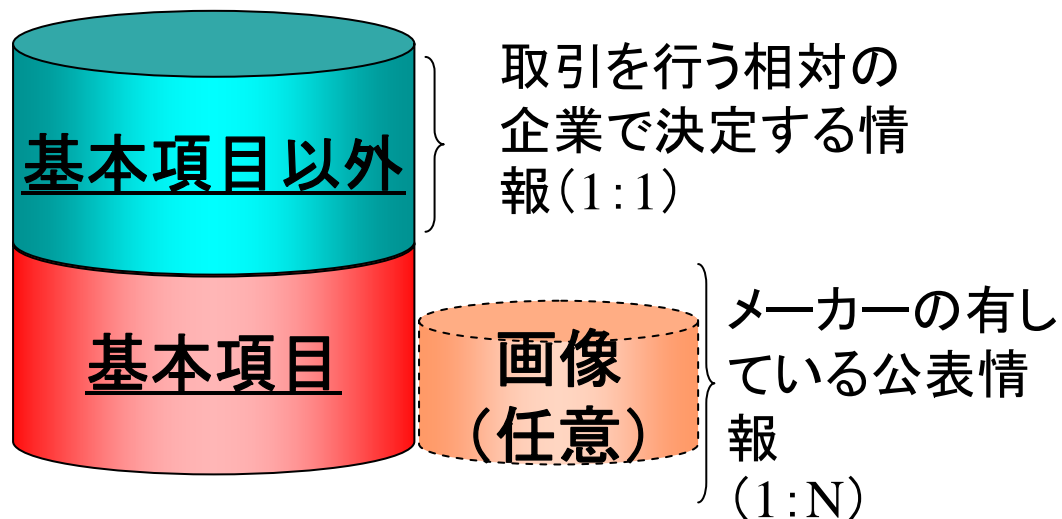 基本項目以外
取引を行う相対の
企業で決定する情
報(1:1)
基本項目
画像
(任意)
メーカーの有し
ている公表情
報
(1:N)